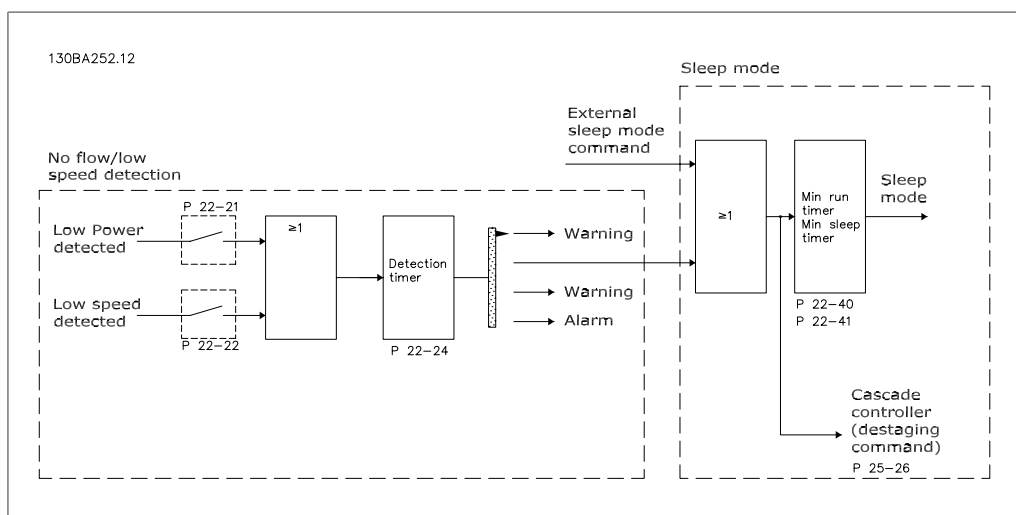 130BA252.12
Sleep mode
External
sleep mode
command
No flow/low
speed detection
P 22-21
Low Power
detected
≥1
Low speed
detected
P 22-22
Detection
timer
P 22-24
Warning
Warning
Alarm
≥1
Min run
timer
Min sleep
timer
P 22-40
P 22-41
Sleep
mode
Cascade
controller
(destaging
command)
P 25-26